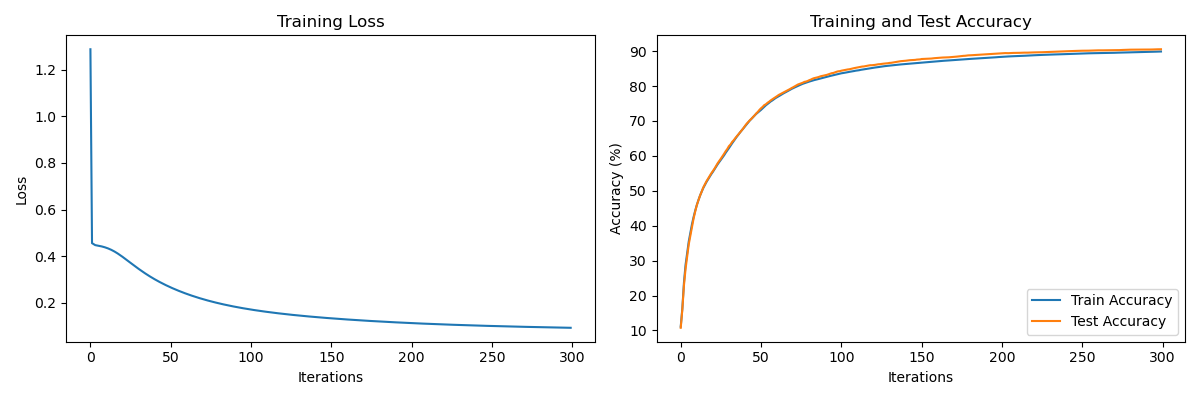 Training Loss
Loss
1.2
1.0
0.8
0.6
0.4
0.2
0 50 100 150 200 250 300
Iterations
Training and Test Accuracy
Accuracy (%)
90
80
70
60
50
40
30
20
10
0 50 100 150 200 250 300
Iterations
Train Accuracy
Test Accuracy